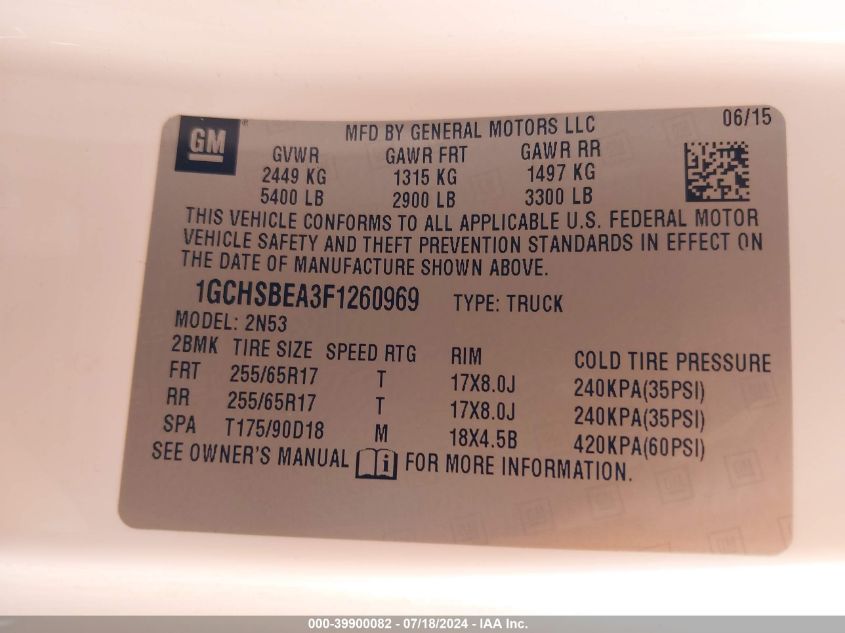 GM ® MFD BY GENERAL MOTORS LLC 06/15
GVWR GAWR FRT GAWR RR
2449 KG 1315 KG 1497 KG
5400 LB 2900 LB 3300 LB
THIS VEHICLE CONFORMS TO ALL APPLICABLE U.S. FEDERAL MOTOR
VEHICLE SAFETY AND THEFT PREVENTION STANDARDS IN EFFECT ON
THE DATE OF MANUFACTURE SHOWN ABOVE.
1GCHSBEA3F1260969 TYPE: TRUCK
MODEL: 2N53
2BMK TIRE SIZE SPEED RTG RIM COLD TIRE PRESSURE
FRT 255/65R17 T 17X8.0J 240KPA(35PSI)
RR 255/65R17 T 17X8.0J 240KPA(35PSI)
SPA T175/90D18 M 18X4.5B 420KPA(60PSI)
SEE OWNER'S MANUAL i FOR MORE INFORMATION.
000-39900082 - 07/18/2024 - IAA Inc.